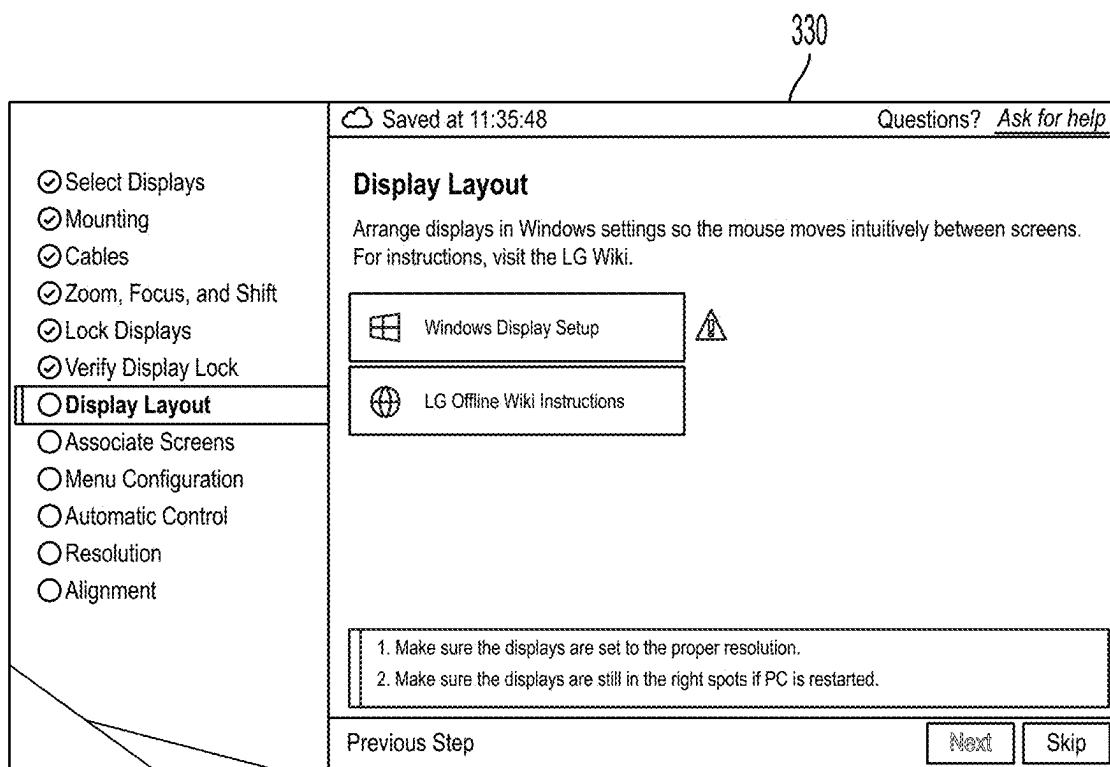 330
Saved at 11:35:48
Questions? Ask for help
Select Displays
Mounting
Cables
Zoom, Focus, and Shift
Lock Displays
Verify Display Lock
Display Layout
Associate Screens
Menu Configuration
Automatic Control
Resolution
Alignment
Display Layout
Arrange displays in Windows settings so the mouse moves intuitively between screens.
For instructions, visit the LG Wiki.
Windows Display Setup
LG Offline Wiki Instructions
1. Make sure the displays are set to the proper resolution.
2. Make sure the displays are still in the right spots if PC is restarted.
Previous Step
Next
Skip